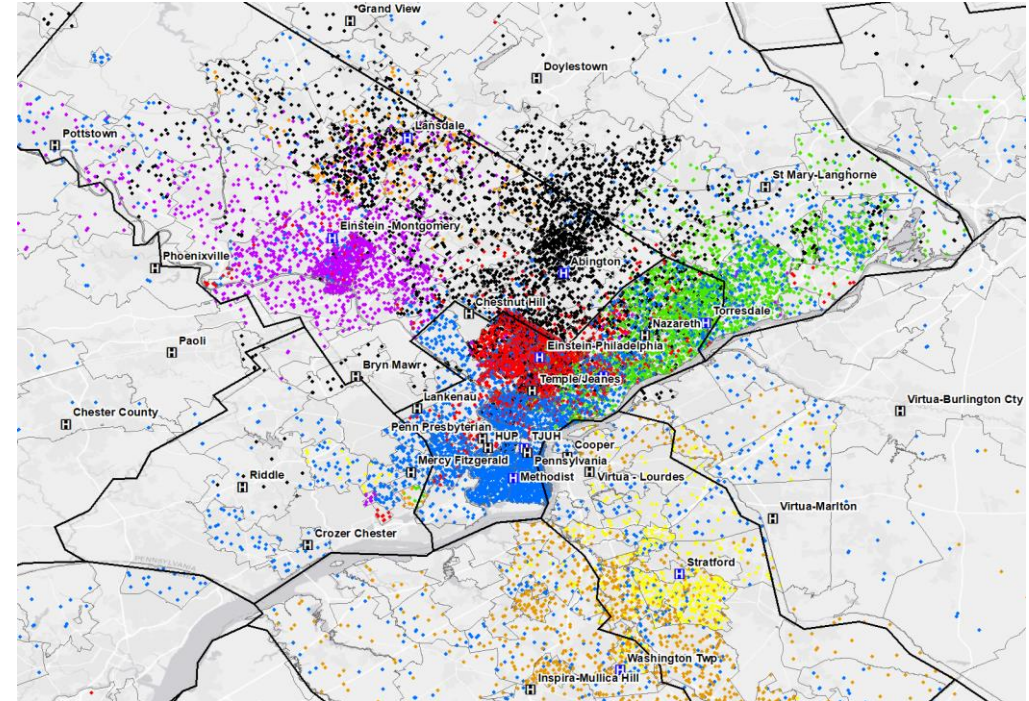 Grand View
Doylestown
Lansdale
Pottstown
St Mary-Langhorne
Einstein -Montgomery
Phoenixville
Abington
Chestnut Hill
Torresdale
Nazareth
Einstein-Philadelphia
Paoli
Bryn Mawr
Temple/Jeanes
Lankenau
Virtua-Burlington Cty
Chester County
Penn Presbyterian
HUP
TJUH
Cooper
Pennsylvania
Mercy Fitzgerald
Riddle
Methodist
Virtua - Lourdes
Virtua-Marlton
Crozer Chester
PENNSYLVANIA
Stratford
Washington Twp
Inspira-Mullica Hill